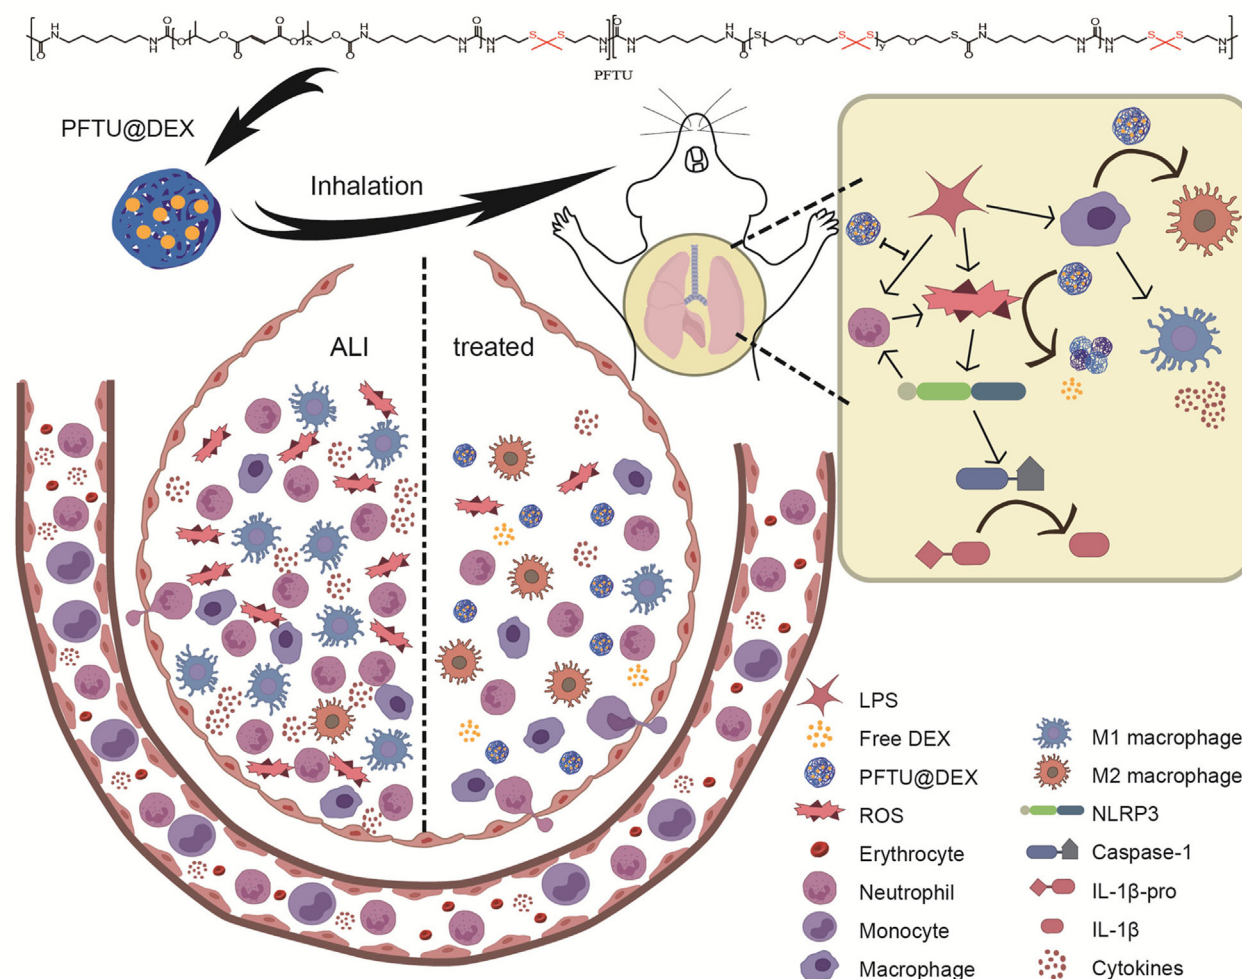 PFTU
PFTU@DEX
Inhalation
ALI
treated
LPS
Free DEX
PFTU@DEX
ROS
Erythrocyte
Neutrophil
Monocyte
Macrophage
M1 macrophage
M2 macrophage
NLRP3
Caspase-1
IL-1β-pro
IL-1β
Cytokines